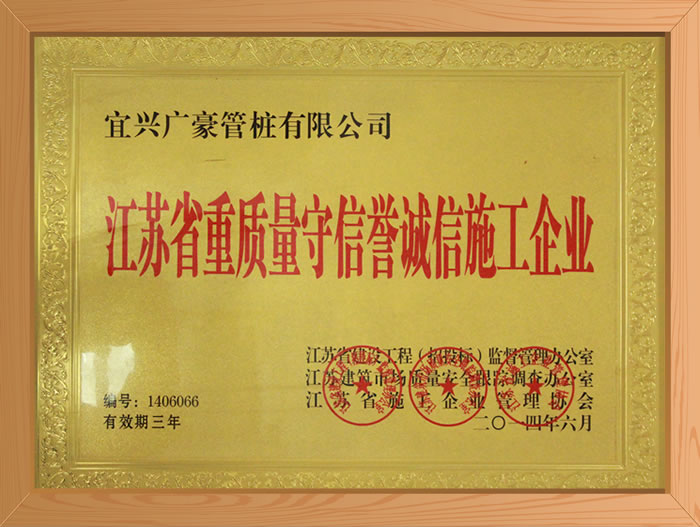 宜兴广豪管桩有限公司
江苏省重质量守信誉诚信施工企业
江苏省建设工程(招投标)监督管理办公室
江苏建筑市场质量安全跟踪调查办公室
江苏省施工企业管理协会
二〇一四年六月
编号:1406066
有效期三年